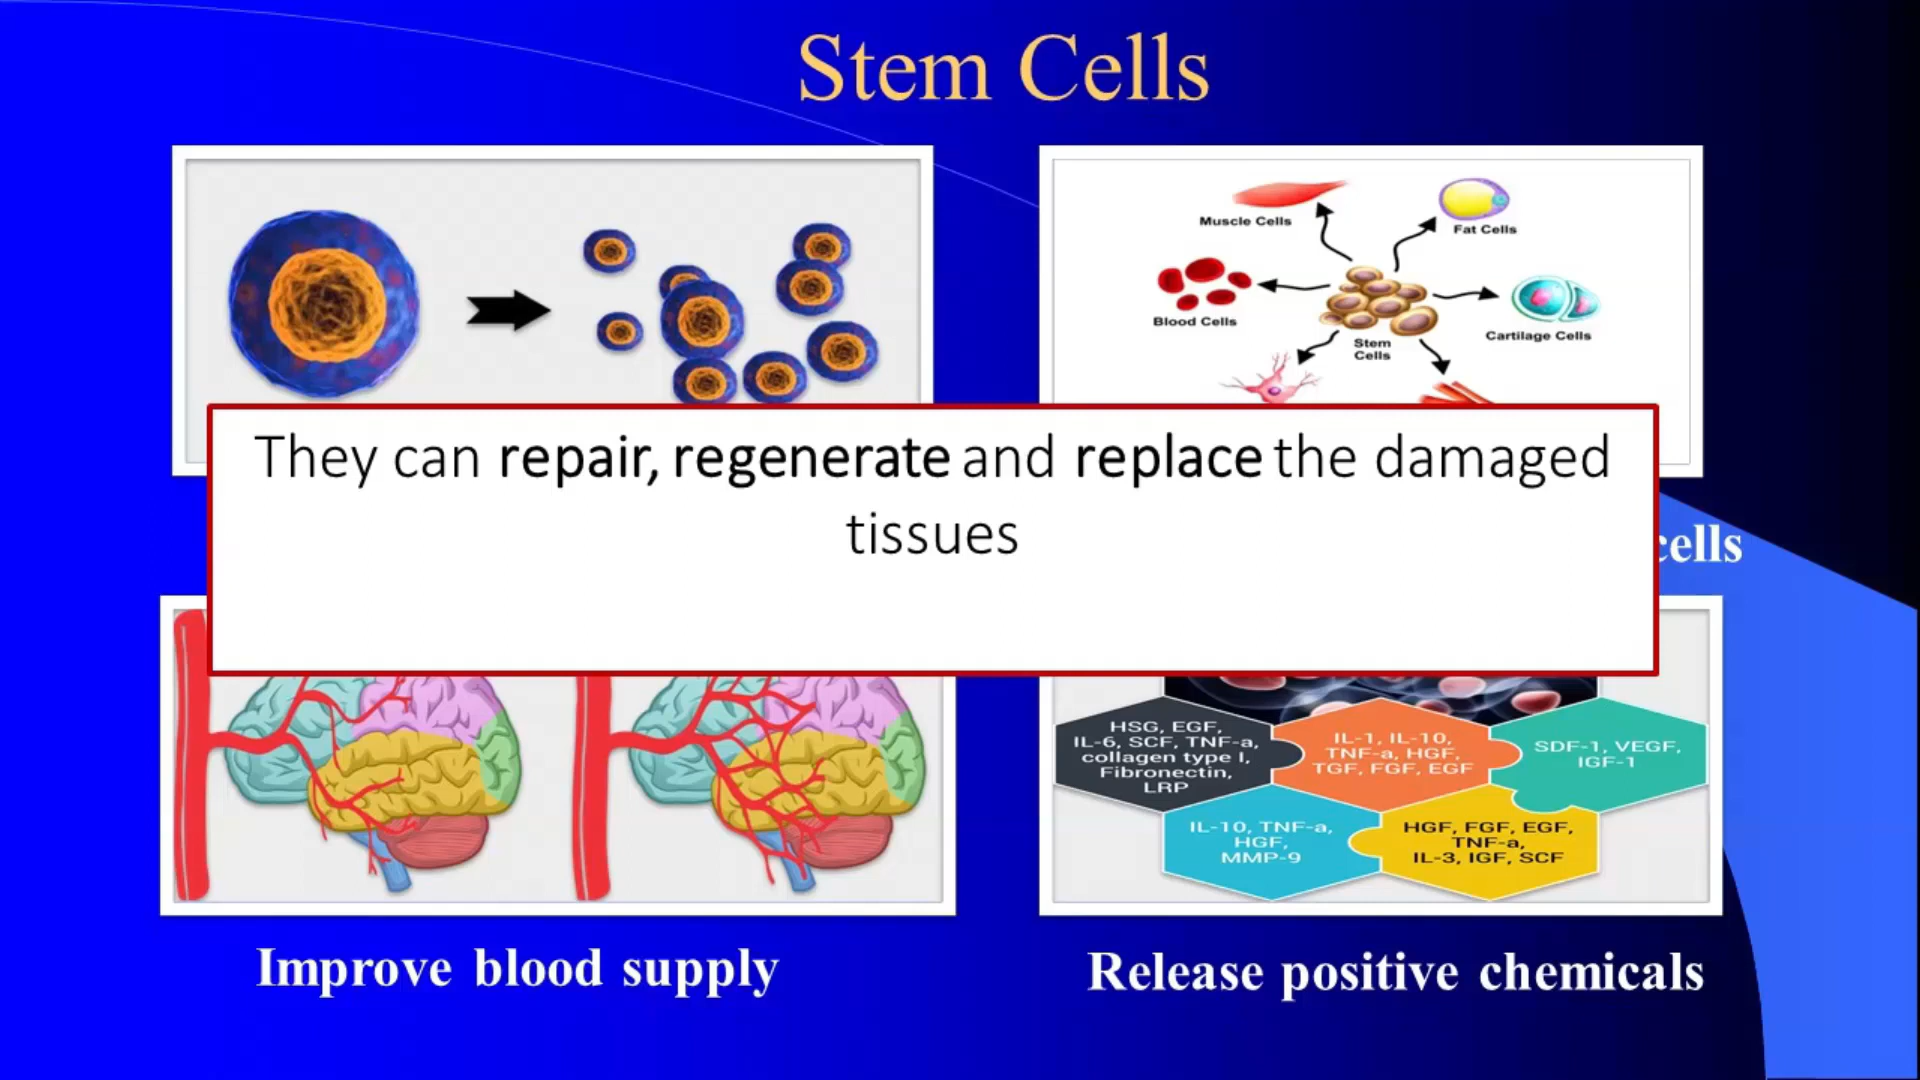 Stem Cells
Muscle Cells
Fat Cells
Blood Cells
Stem
Cells
Cartilage Cells
They can repair, regenerate and replace the damaged
tissues
cells
HSG, EGF,
IL-6, SCF, TNF-a,
collagen type I,
Fibronectin,
LRP
IL-1, IL-10,
TNF-a, HGF,
TGF, FGF, EGF
SDF-1, VEGF,
IGF-1
IL-10, TNF-a,
HGF,
MMP-9
HGF, FGF, EGF,
TNF-a,
IL-3, IGF, SCF
Improve blood supply
Release positive chemicals